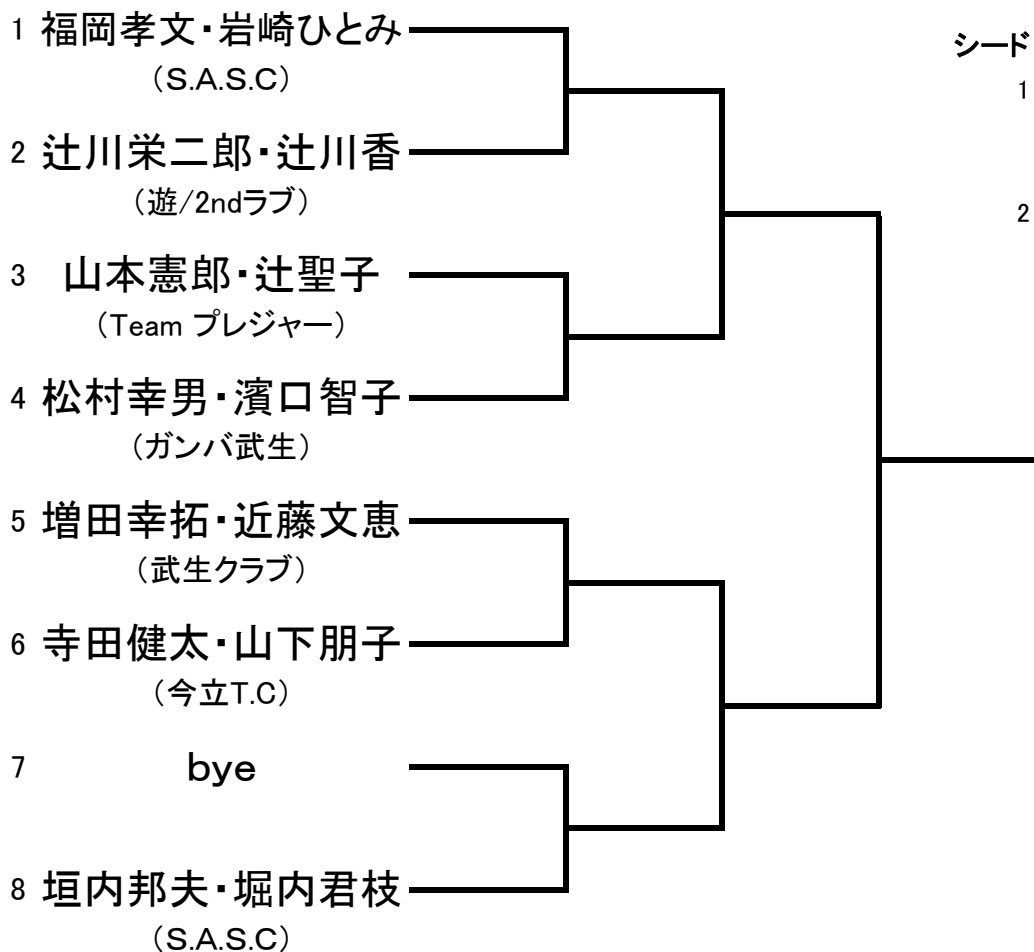 1 福岡孝文・岩崎ひとみ
（S.A.S.C）
シード
1
2 辻川栄二郎・辻川香
（遊/2ndラブ）
2
3 山本憲郎・辻聖子
（Team プレジャー）
4 松村幸男・濱口智子
（ガンバ武生）
5 増田幸拓・近藤文恵
（武生クラブ）
6 寺田健太・山下朋子
（今立T.C）
7 bye
8 垣内邦夫・堀内君枝
（S.A.S.C）